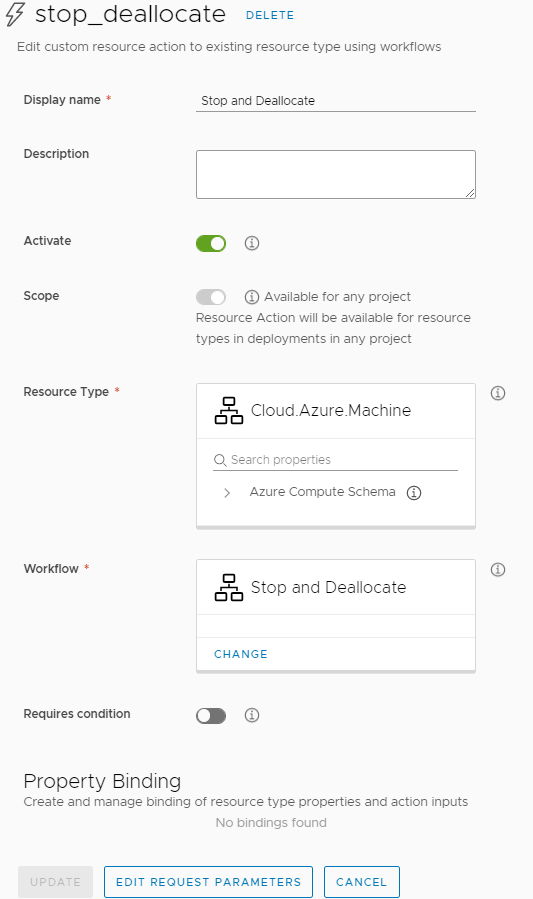 stop_deallocate DELETE
Edit custom resource action to existing resource type using workflows
Display name * Stop and Deallocate
Description
Activate
Scope Available for any project
Resource Action will be available for resource
types in deployments in any project
Resource Type * Cloud.Azure.Machine
Search properties
Azure Compute Schema
Workflow * Stop and Deallocate
CHANGE
Requires condition
Property Binding
Create and manage binding of resource type properties and action inputs
No bindings found
UPDATE EDIT REQUEST PARAMETERS CANCEL